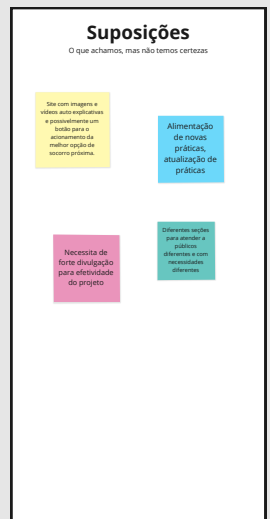 Suposições
O que achamos, mas não temos certezas
Site com imagens e
vídeos auto explicativas
e possivelmente um
botão para o
acionamento da
melhor opção de
socorro próxima.
Alimentação
de novas
práticas,
atualização de
práticas
Diferentes seções
para atender a
públicos
diferentes e com
necessidades
diferentes
Necessita de
forte divulgação
para efetividade
do projeto